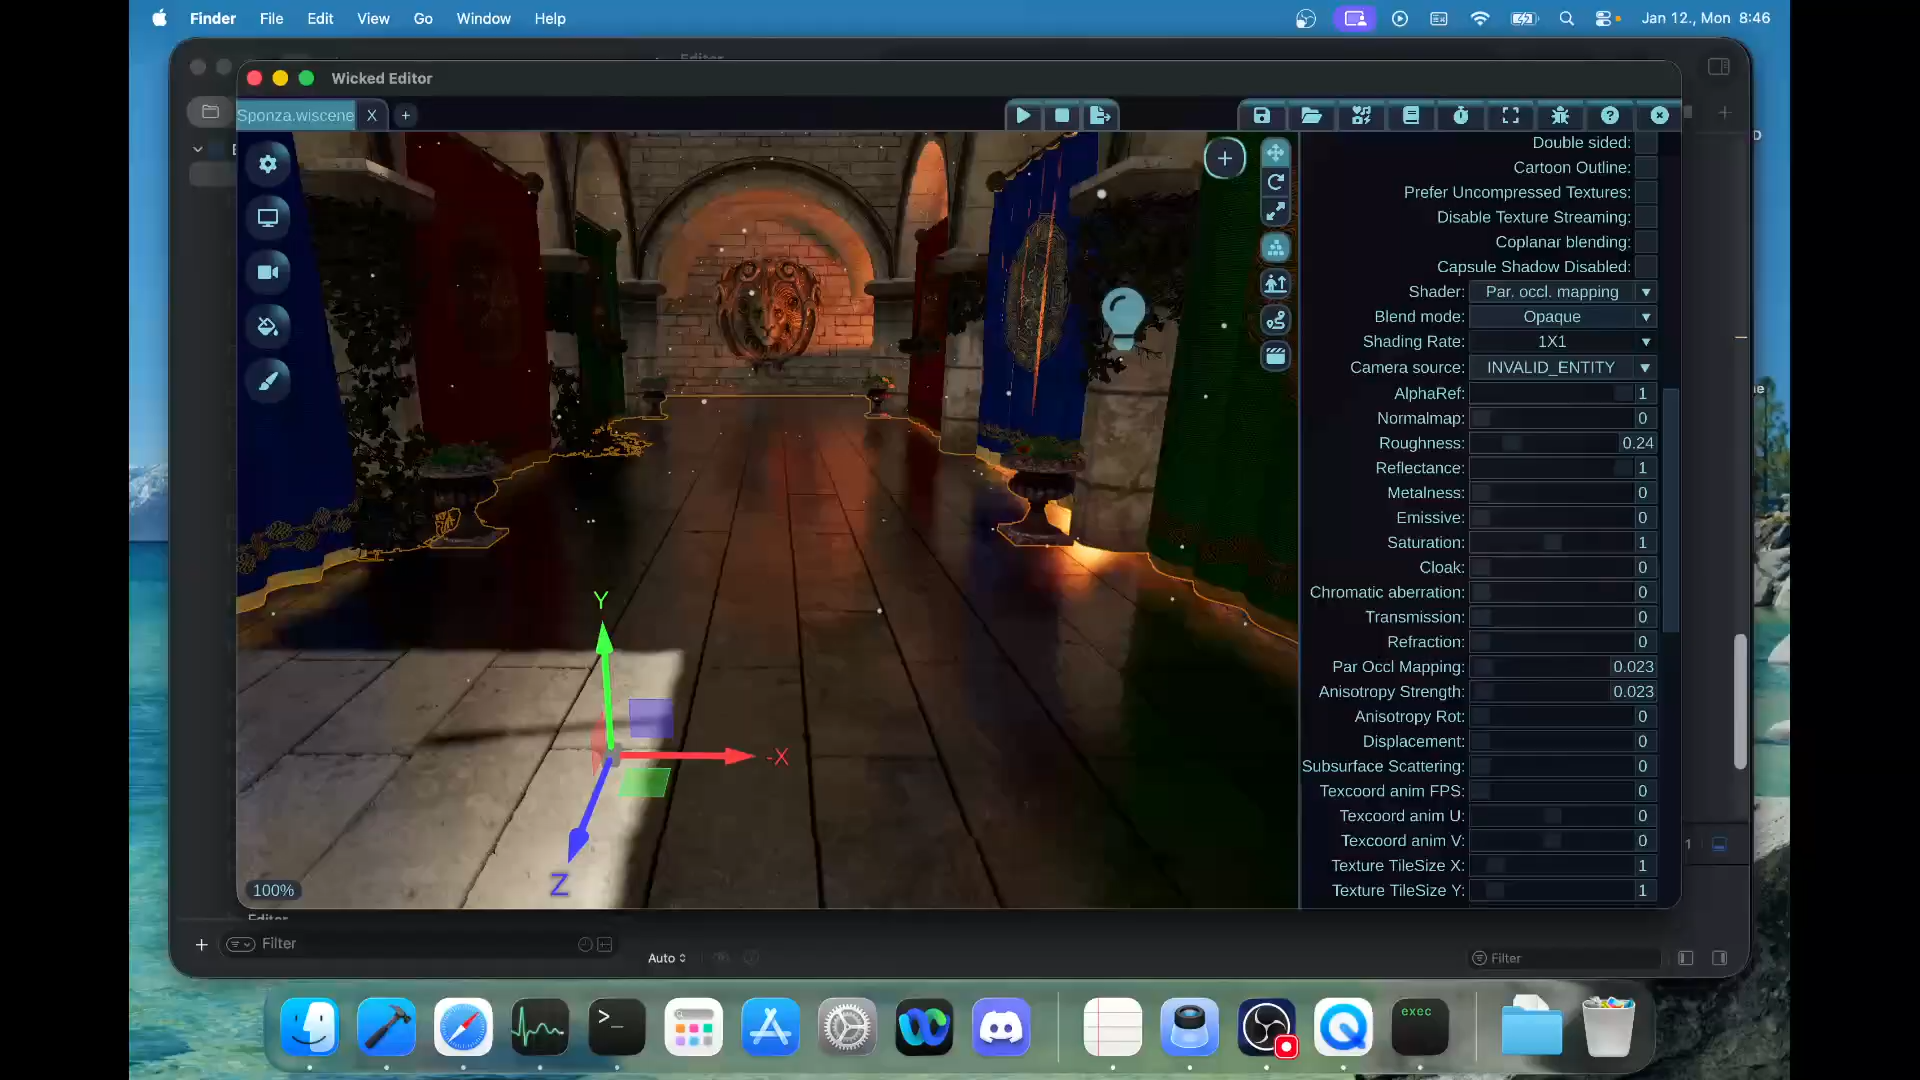 Finder File Edit View Go Window Help
Jan 12., Mon 8:46
Editor
Wicked Editor
Sponza.wiscene X +
Double sided:
Cartoon Outline:
Prefer Uncompressed Textures:
Disable Texture Streaming:
Coplanar blending:
Capsule Shadow Disabled:
Shader: Par. occl. mapping
Blend mode: Opaque
Shading Rate: 1X1
Camera source: INVALID_ENTITY
AlphaRef: 1
Normalmap: 0
Roughness: 0.24
Reflectance: 1
Metalness: 0
Emissive: 0
Saturation: 1
Cloak: 0
Chromatic aberration: 0
Transmission: 0
Refraction: 0
Par Occl Mapping: 0.023
Anisotropy Strength: 0.023
Anisotropy Rot: 0
Displacement: 0
Subsurface Scattering: 0
Texcoord anim FPS: 0
Texcoord anim U: 0
Texcoord anim V: 0
Texture TileSize X: 1
Texture TileSize Y: 1
Y
-X
Z
100%
Editor
+ Filter
Auto
Filter
exec